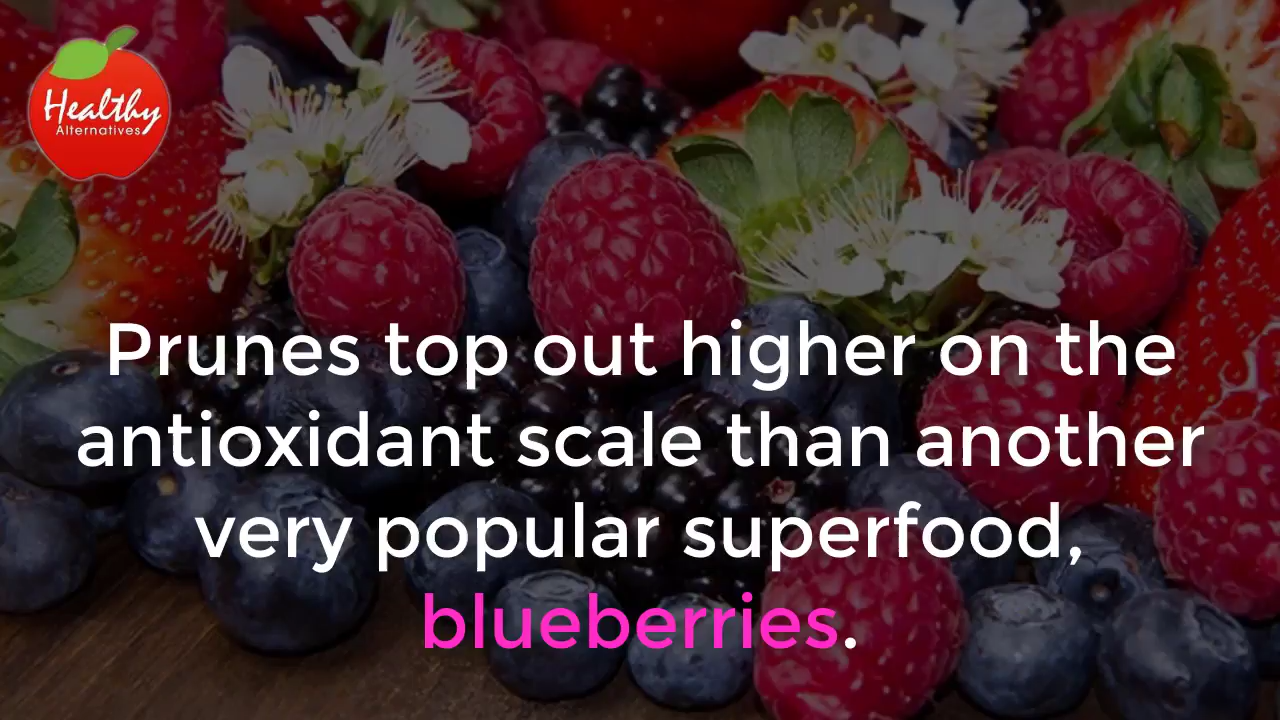 Healthy
Alternatives
Prunes top out higher on the
antioxidant scale than another
very popular superfood,
blueberries.